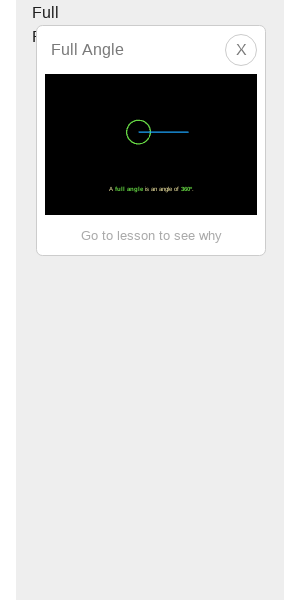 Full
Full Angle
X
A full angle is an angle of 360°.
Go to lesson to see why